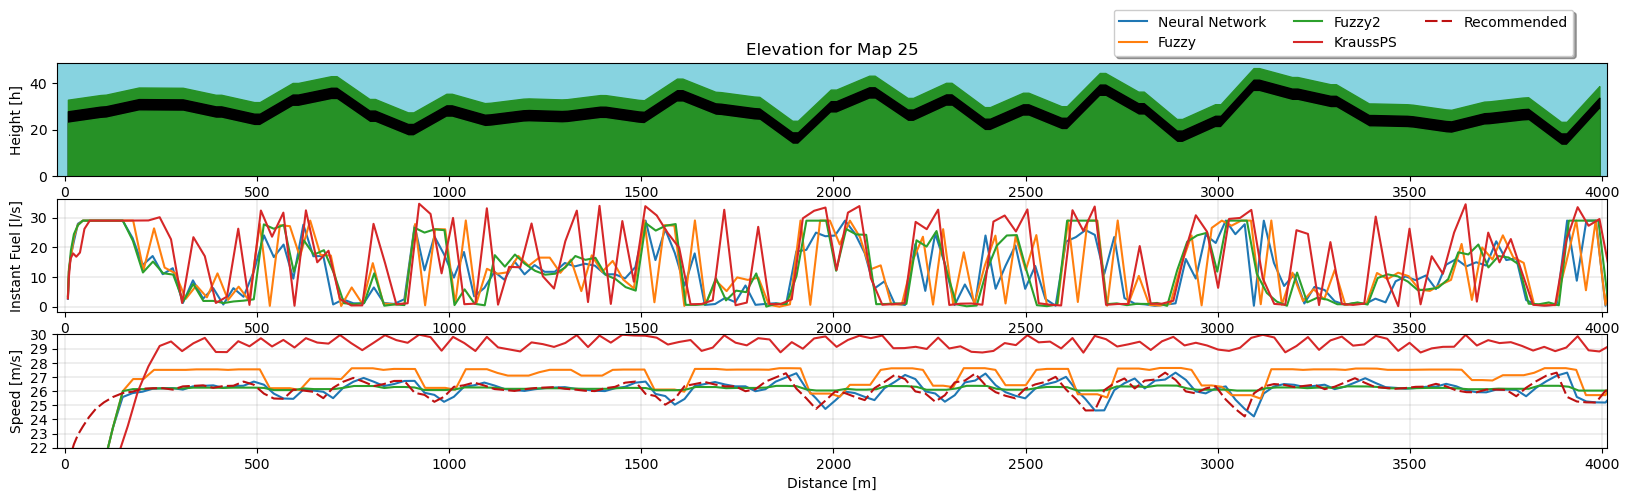 Neural Network
Fuzzy
Fuzzy2
KraussPS
Recommended
Elevation for Map 25
Height [h]
40
20
0
0 500 1000 1500 2000 2500 3000 3500 4000
Instant Fuel [l/s]
30
20
10
0
0 500 1000 1500 2000 2500 3000 3500 4000
Speed [m/s]
30
29
28
27
26
25
24
23
22
0 500 1000 1500 2000 2500 3000 3500 4000
Distance [m]